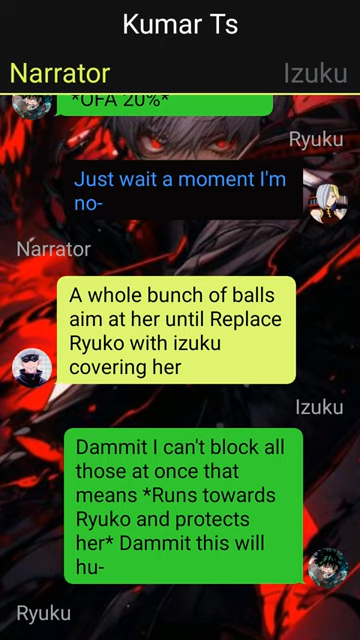 Kumar Ts
Narrator
Izuku
*OFA 20%*
Ryuku
Just wait a moment I'm
no-
Narrator
A whole bunch of balls
aim at her until Replace
Ryuko with izuku
covering her
Izuku
Dammit I can't block all
those at once that
means *Runs towards
Ryuko and protects
her* Dammit this will
hu-
Ryuku